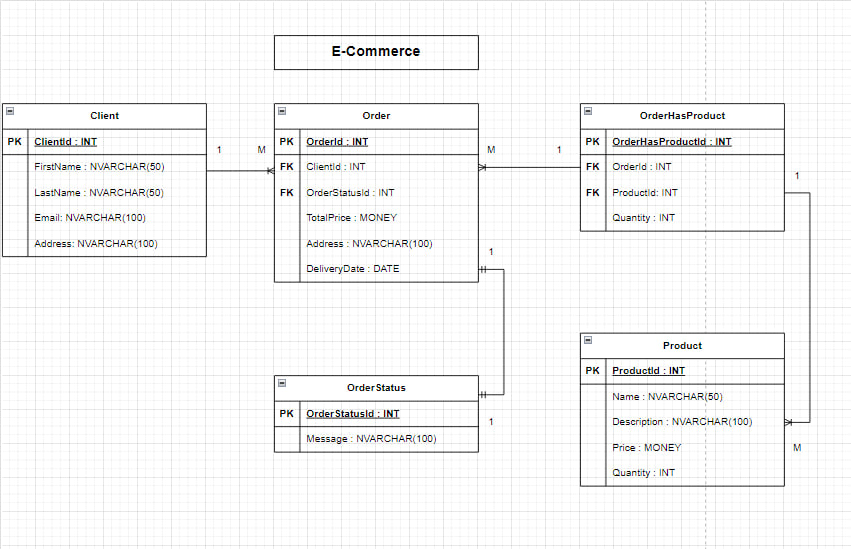 E-Commerce
Client
PK ClientId : INT
FirstName : NVARCHAR(50)
LastName : NVARCHAR(50)
Email: NVARCHAR(100)
Address: NVARCHAR(100)
1
M
Order
PK OrderId : INT
FK ClientId : INT
FK OrderStatusId : INT
TotalPrice : MONEY
Address : NVARCHAR(100)
DeliveryDate : DATE
M
1
OrderHasProduct
PK OrderHasProductId : INT
FK OrderId : INT
FK ProductId: INT
Quantity : INT
1
1
OrderStatus
PK OrderStatusId : INT
Message : NVARCHAR(100)
1
Product
PK ProductId : INT
Name : NVARCHAR(50)
Description : NVARCHAR(100)
Price : MONEY
Quantity : INT
M